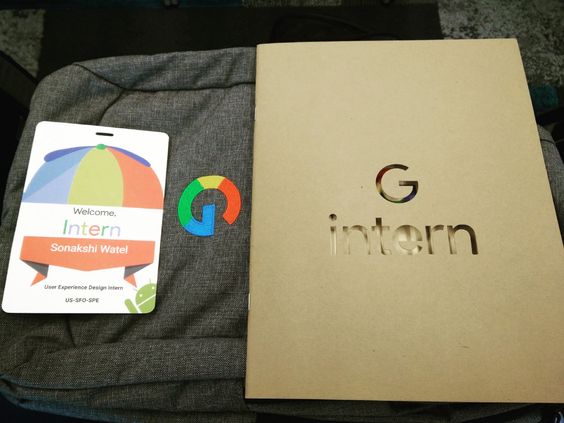 Welcome,
Intern
Sonakshi Watel
User Experience Design Intern
US-SFO-SPE
G
G
intern